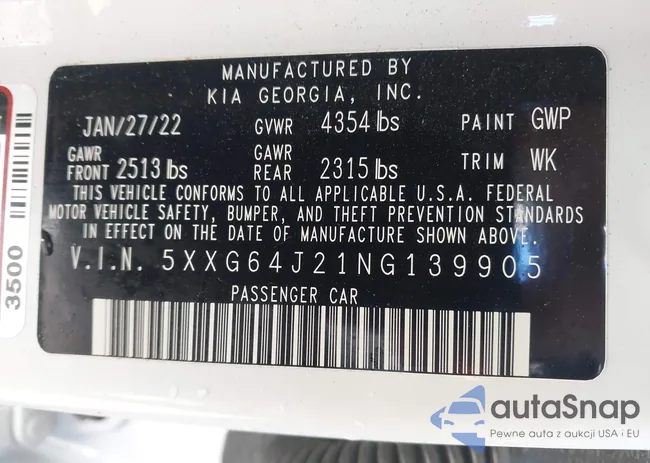 MANUFACTURED BY
KIA GEORGIA, INC.
JAN/27/22 GVWR 4354 lbs PAINT GWP
GAWR FRONT 2513 lbs GAWR REAR 2315 lbs TRIM WK
THIS VEHICLE CONFORMS TO ALL APPLICABLE U.S.A. FEDERAL
MOTOR VEHICLE SAFETY, BUMPER, AND THEFT PREVENTION STANDARDS
IN EFFECT ON THE DATE OF MANUFACTURE SHOWN ABOVE.
V.I.N. 5XXG64J21NG139905
PASSENGER CAR
3500
autaSnap
Pewne auta z aukcji USA i EU